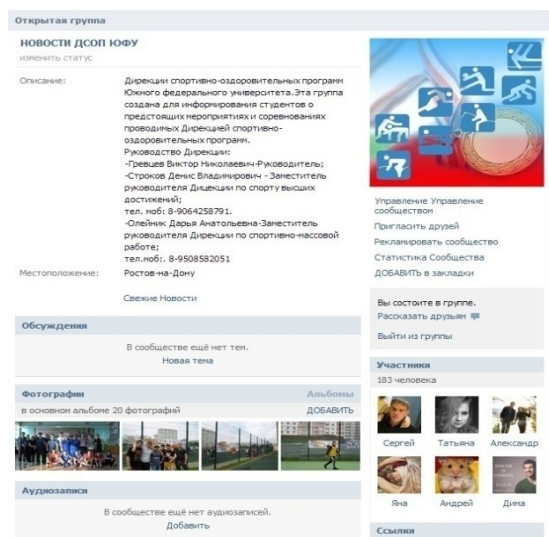 Открытая группа
НОВОСТИ ДСОП ЮФУ
изменить статус
Описание:
Дирекции спортивно-оздоровительных программ
Южного федерального университета.Эта группа
создана для информирования студентов о
предстоящих мероприятиях и соревнованиях
проводимых Дирекцией спортивно-
оздоровительных программ.
Руководство Дирекции:
-Гревцев Виктор Николаевич-Руководитель;
-Строков Денис Владимирович - Заместитель
руководителя Дицекции по спорту высших
достижений;
тел. моб: 8-9064258791.
-Олейник Дарья Анатольевна-Заместитель
руководителя Дирекции по спортивно-массовой
работе;
тел.моб:. 8-9508582051
Местоположение:
Ростов-на-Дону
Свежие Новости
Обсуждения
В сообществе ещё нет тем.
Новая тема
Фотографии
Альбомы
в основном альбоме 20 фотографий
ДОБАВИТЬ
Аудиозаписи
В сообществе ещё нет аудиозаписей.
Добавить
Управление Управление
сообществом
Пригласить друзей
Рекланировать сообщество
Статистика Сообщества
ДОБАВИТЬ в закладки
Вы состоите в группе.
Рассказать друзьям
Выйти из группы
Участники
183 человека
Сергей
Татьяна
Александр
Яна
Андрей
Дима
Ссылки